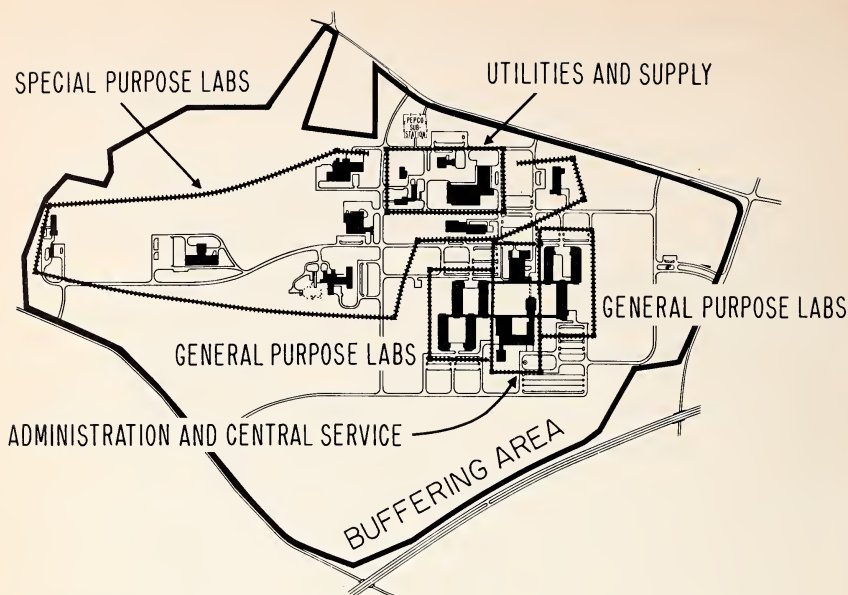 SPECIAL PURPOSE LABS
UTILITIES AND SUPPLY
PEPCO
SUB-
STATION
GENERAL PURPOSE LABS
GENERAL PURPOSE LABS
ADMINISTRATION AND CENTRAL SERVICE
BUFFERING AREA